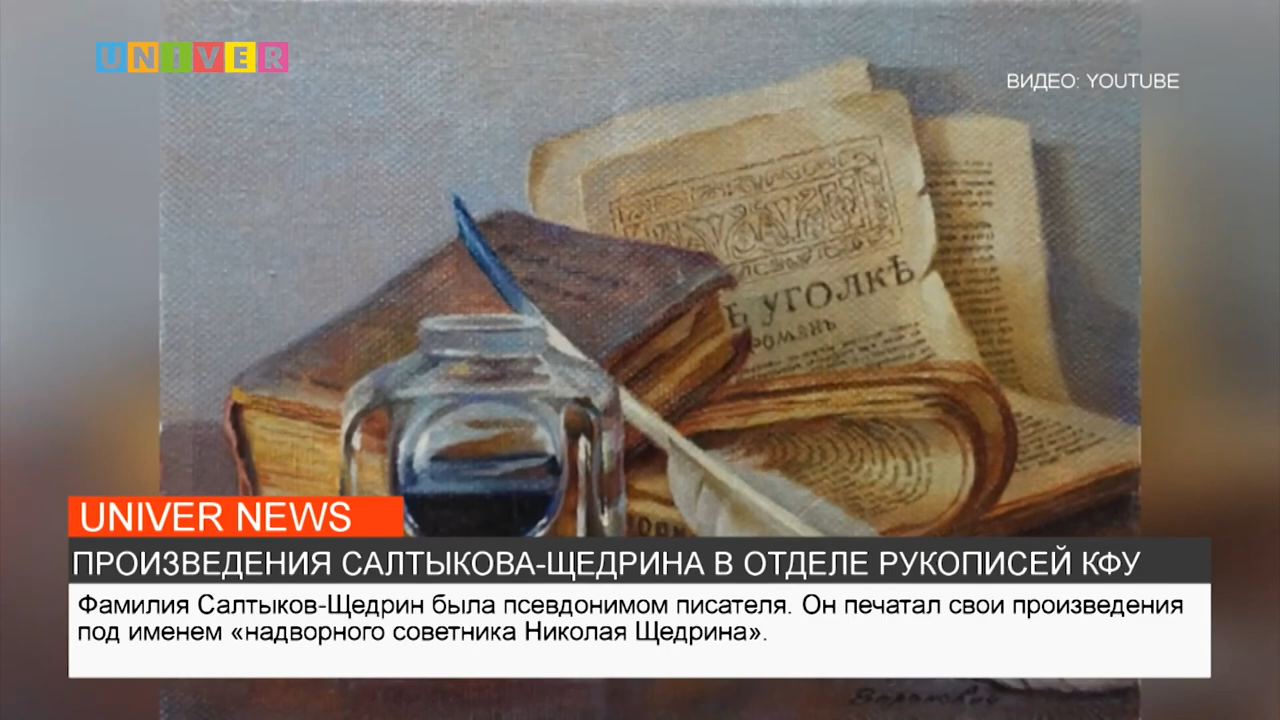 UNIVER
ВИДЕО: YOUTUBE
Ъ УГОЛКѢ
РОМАНЪ
UNIVER NEWS
ПРОИЗВЕДЕНИЯ САЛТЫКОВА-ЩЕДРИНА В ОТДЕЛЕ РУКОПИСЕЙ КФУ
Фамилия Салтыков-Щедрин была псевдонимом писателя. Он печатал свои произведения
под именем «надворного советника Николая Щедрина».